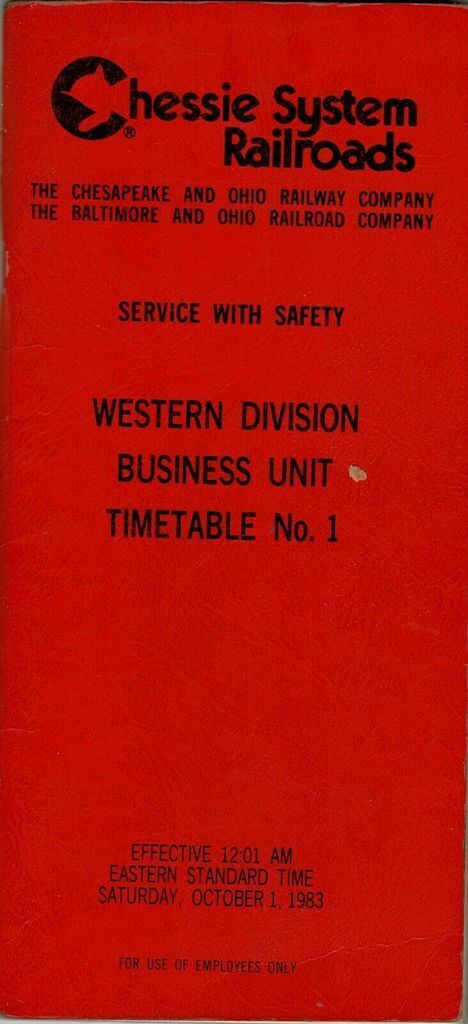 Chessie System
Railroads
®
THE CHESAPEAKE AND OHIO RAILWAY COMPANY
THE BALTIMORE AND OHIO RAILROAD COMPANY
SERVICE WITH SAFETY
WESTERN DIVISION
BUSINESS UNIT
TIMETABLE No. 1
EFFECTIVE 12:01 AM
EASTERN STANDARD TIME
SATURDAY, OCTOBER 1, 1983
FOR USE OF EMPLOYEES ONLY